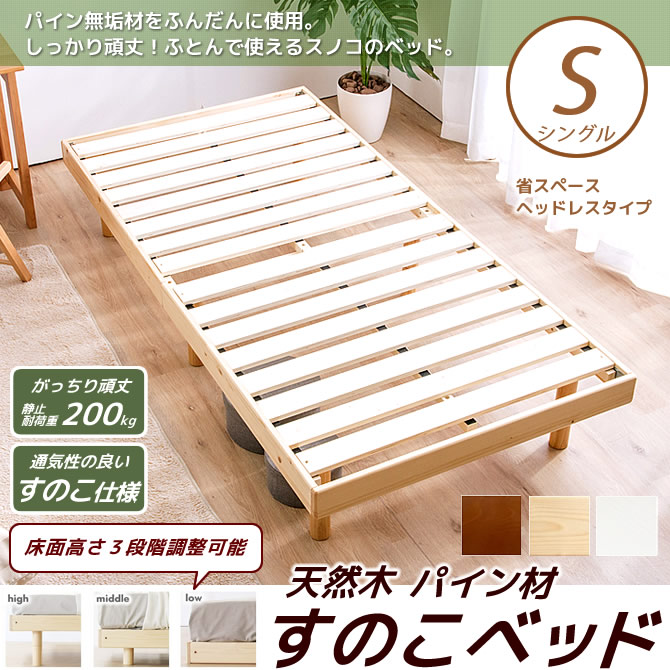 パイン無垢材をふんだんに使用。
しっかり頑丈！ふとんで使えるスノコのベッド。
S
シングル
省スペース
ヘッドレスタイプ
がっちり頑丈
静止
耐荷重 200kg
通気性の良い
すのこ仕様
床面高さ３段階調整可能
high middle low
天然木 パイン材
すのこベッド